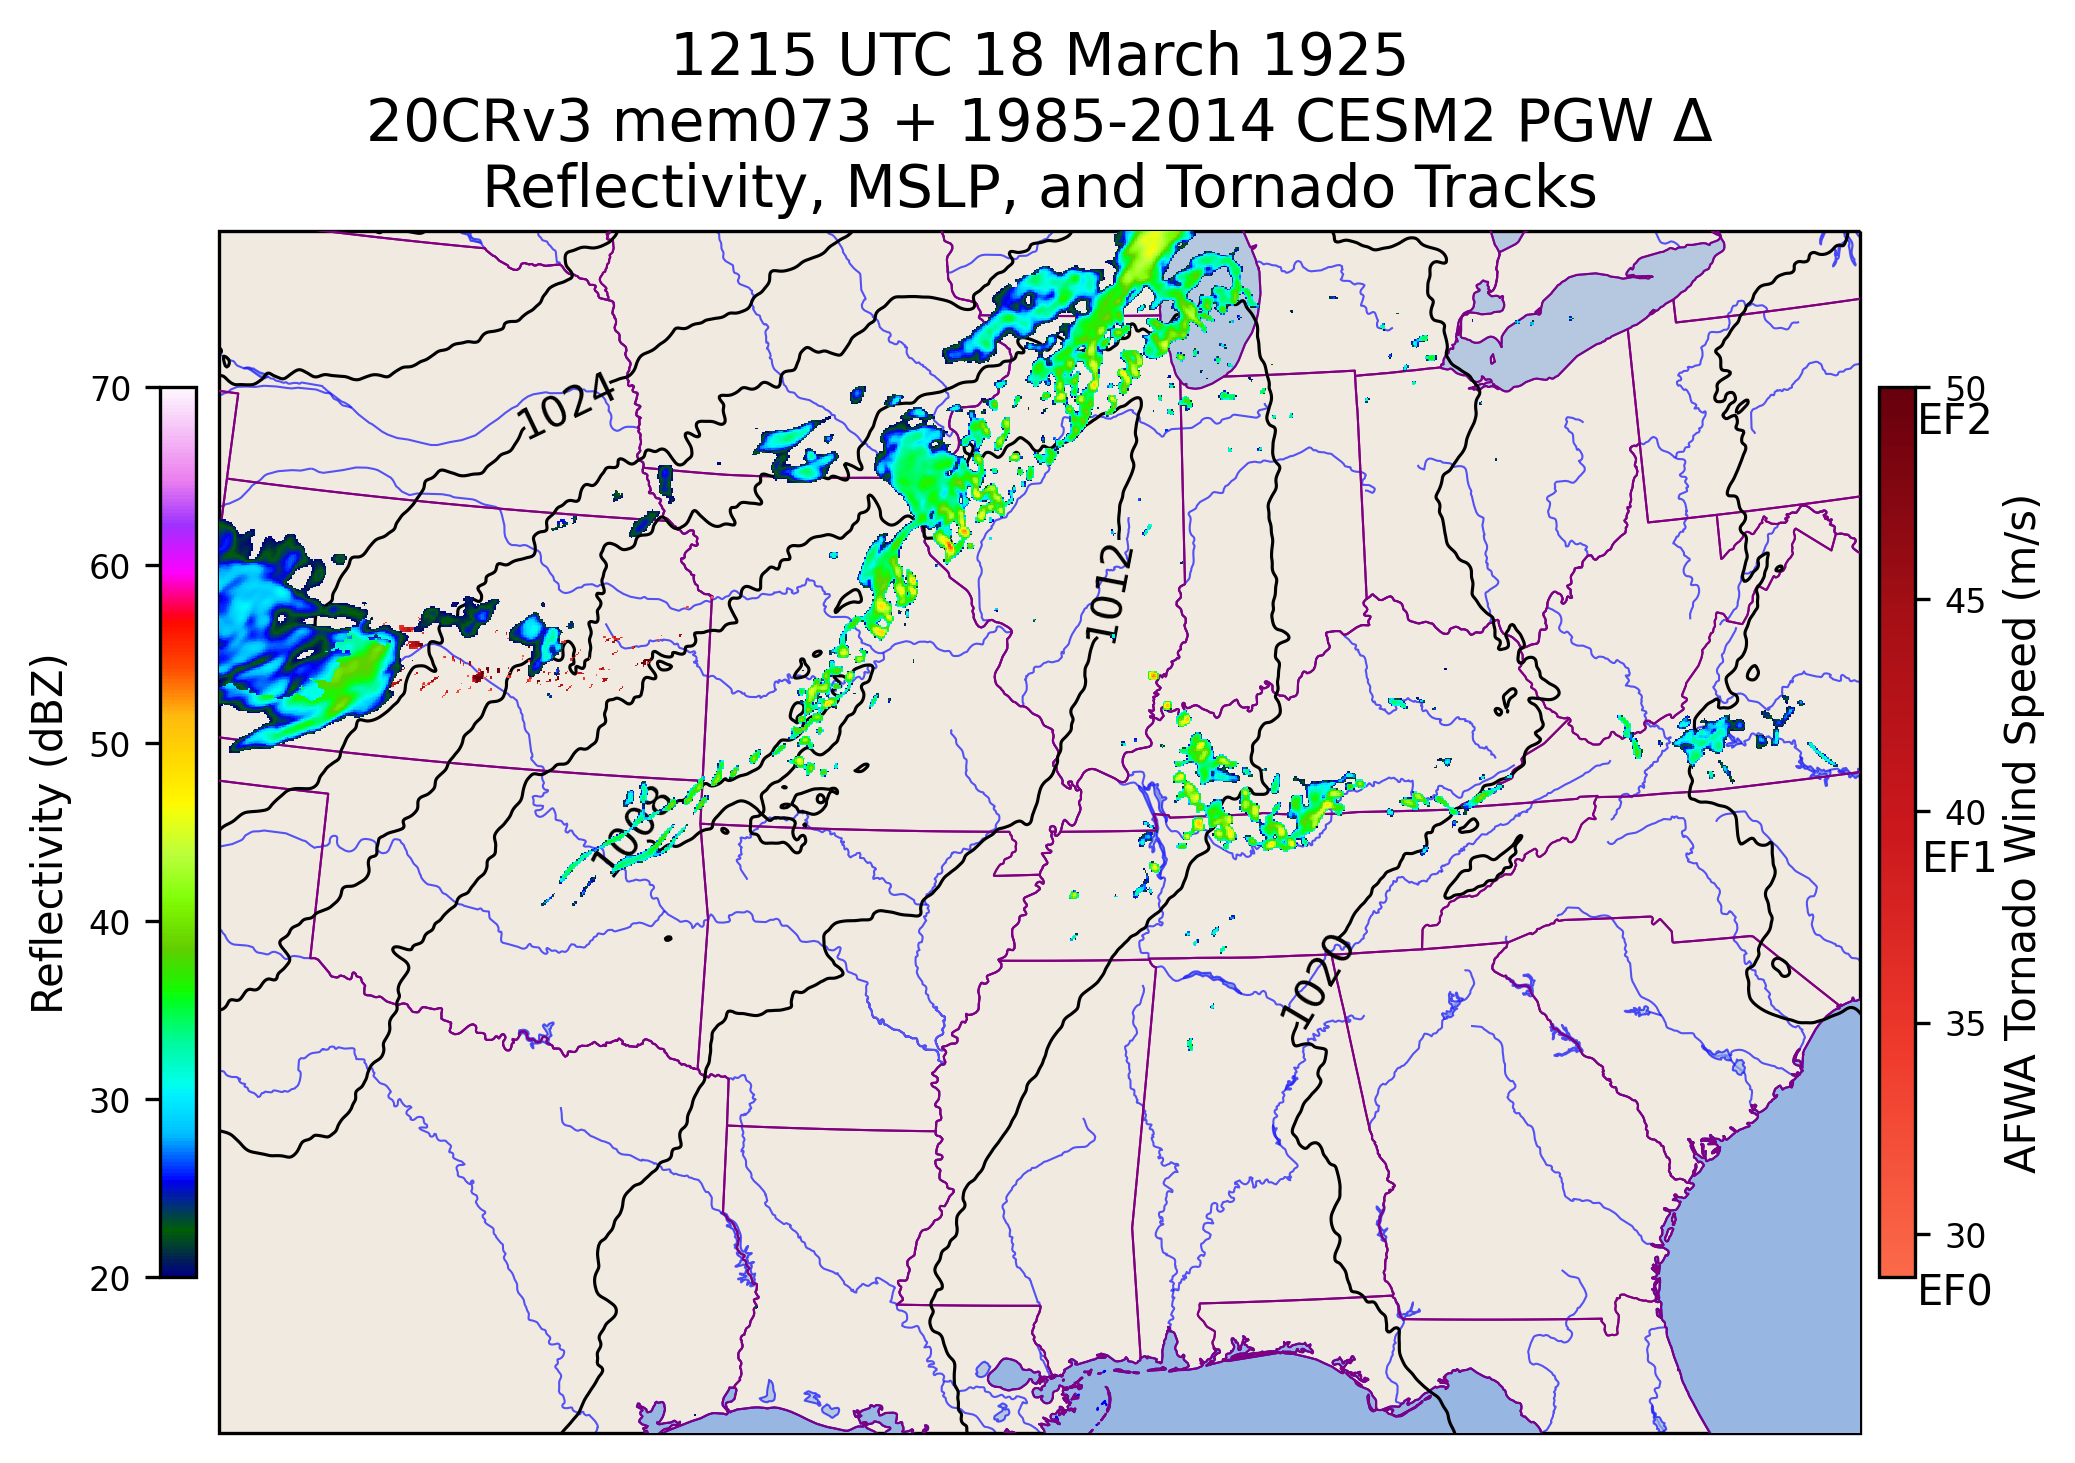 1215 UTC 18 March 1925
20CRv3 mem073 + 1985-2014 CESM2 PGW Δ
Reflectivity, MSLP, and Tornado Tracks
Reflectivity (dBZ)
70
60
50
40
30
20
1024
1012
1008
1020
50
EF2
45
40
EF1
35
30
EF0
AFWA Tornado Wind Speed (m/s)